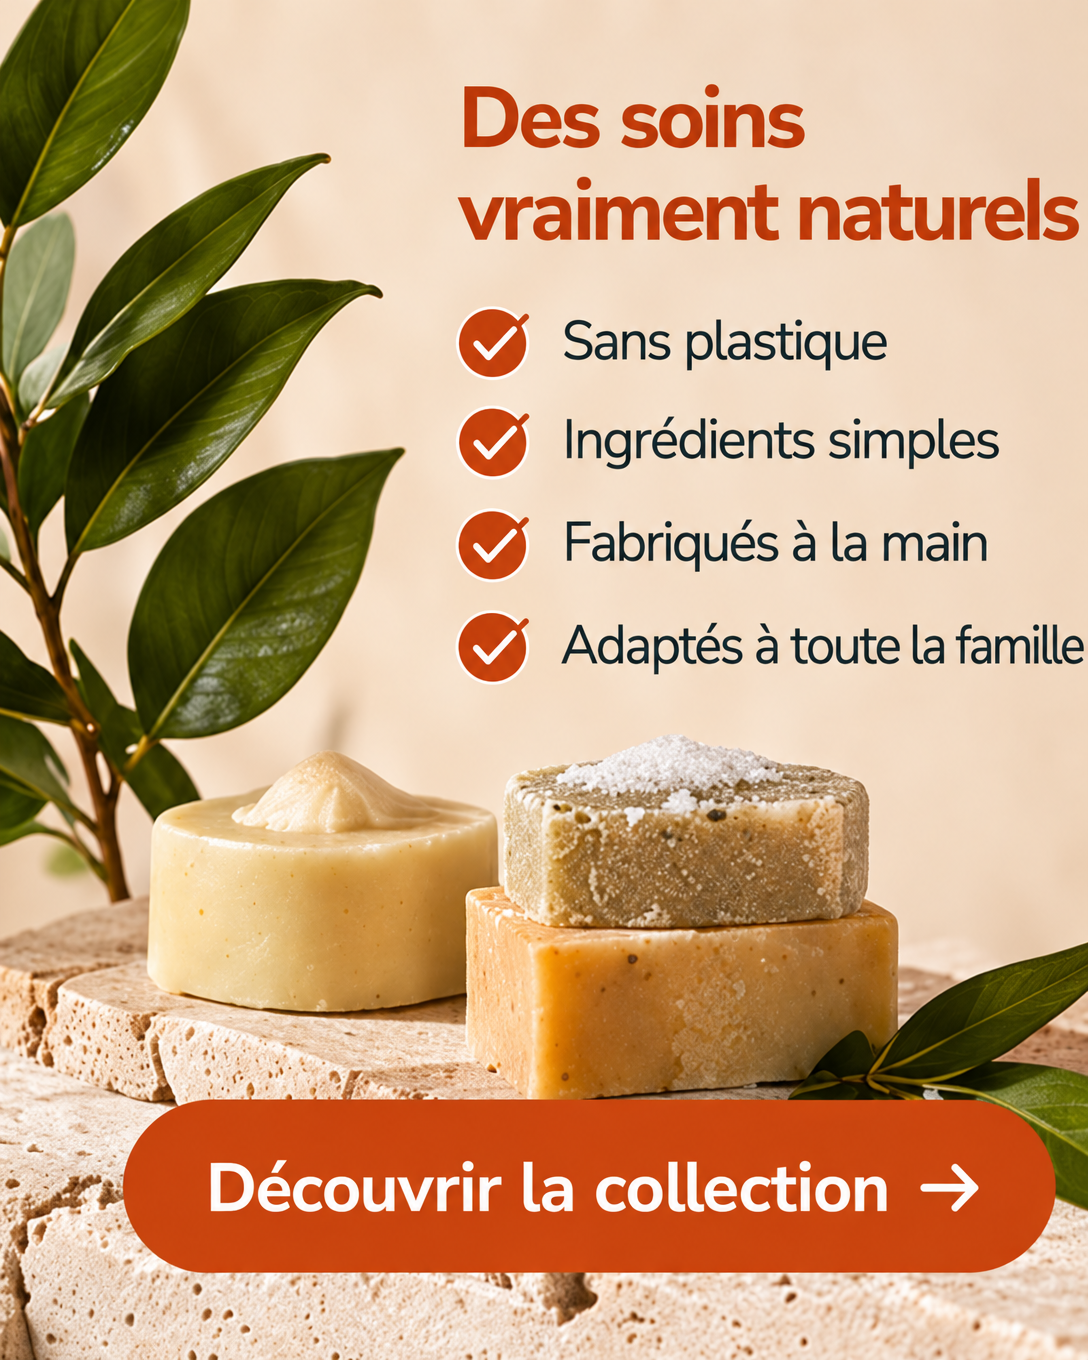 Des soins
vraiment naturels
Sans plastique
Ingrédients simples
Fabriqués à la main
Adaptés à toute la famille
Découvrir la collection →